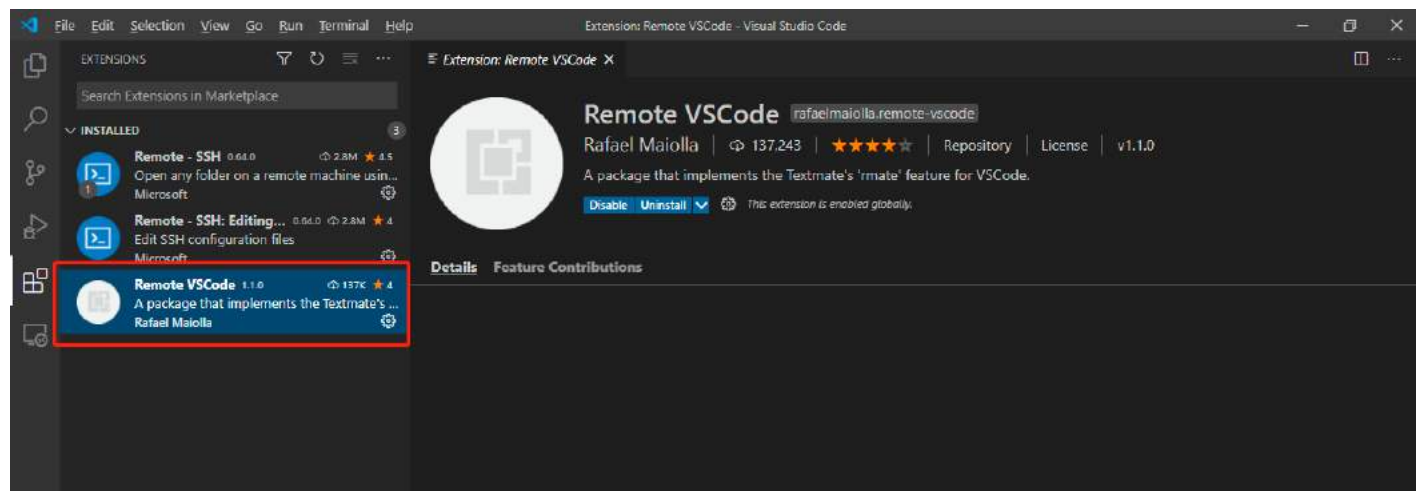 File Edit Selection View Go Run Terminal Help
Extension: Remote VSCode - Visual Studio Code
EXTENSIONS
Search Extensions in Marketplace
INSTALLED
3
Remote - SSH 0.64.0 2.8M 4.5
Open any folder on a remote machine usin...
1
Microsoft
Remote - SSH: Editing... 0.64.0 2.8M 4
Edit SSH configuration files
Microsoft
Remote VSCode 1.1.0 137K 4
A package that implements the Textmate's ...
Rafael Maiolla
Extension: Remote VSCode
Remote VSCode rafaelmaiolla.remote-vscode
Rafael Maiolla 137,243 Repository License v1.1.0
A package that implements the Textmate's 'rmate' feature for VSCode.
Disable Uninstall This extension is enabled globally.
Details Feature Contributions